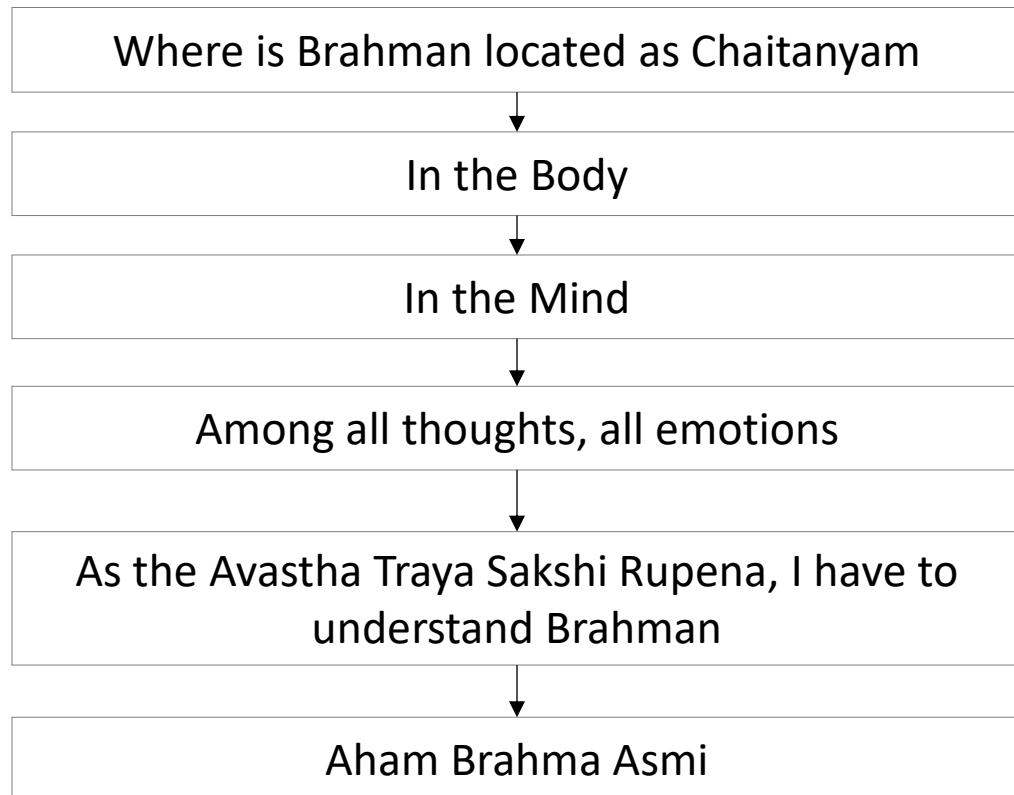 Where is Brahman located as Chaitanyam
In the Body
In the Mind
Among all thoughts, all emotions
As the Avastha Traya Sakshi Rupena, I have to
understand Brahman
Aham Brahma Asmi